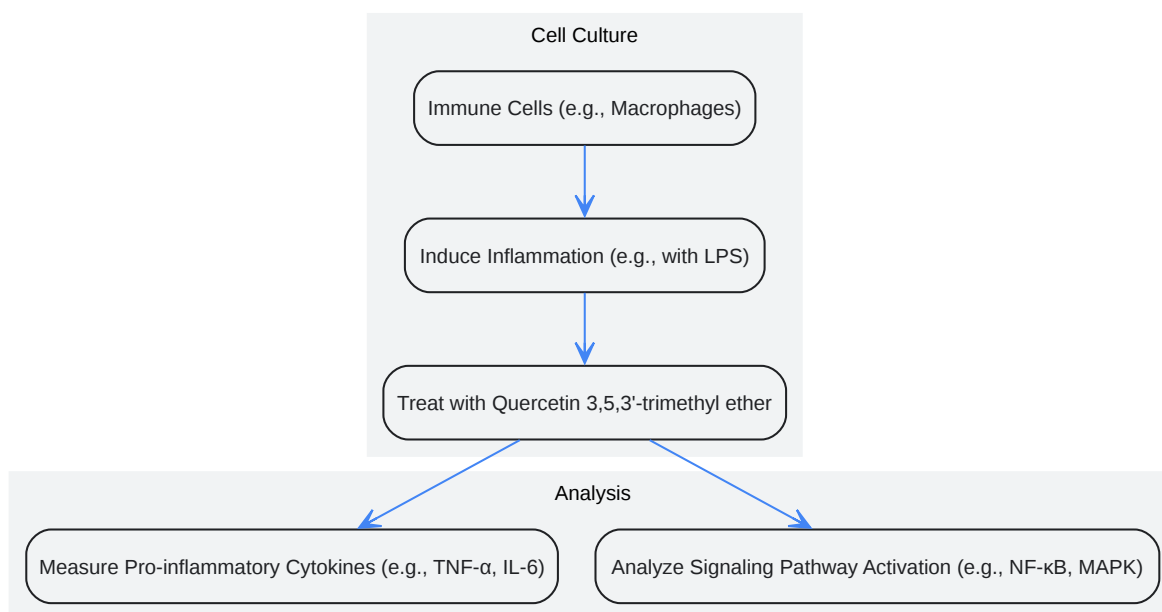 Cell Culture
Immune Cells (e.g., Macrophages)
Induce Inflammation (e.g., with LPS)
Treat with Quercetin 3,5,3'-trimethyl ether
Analysis
Measure Pro-inflammatory Cytokines (e.g., TNF-α, IL-6)
Analyze Signaling Pathway Activation (e.g., NF-κB, MAPK)